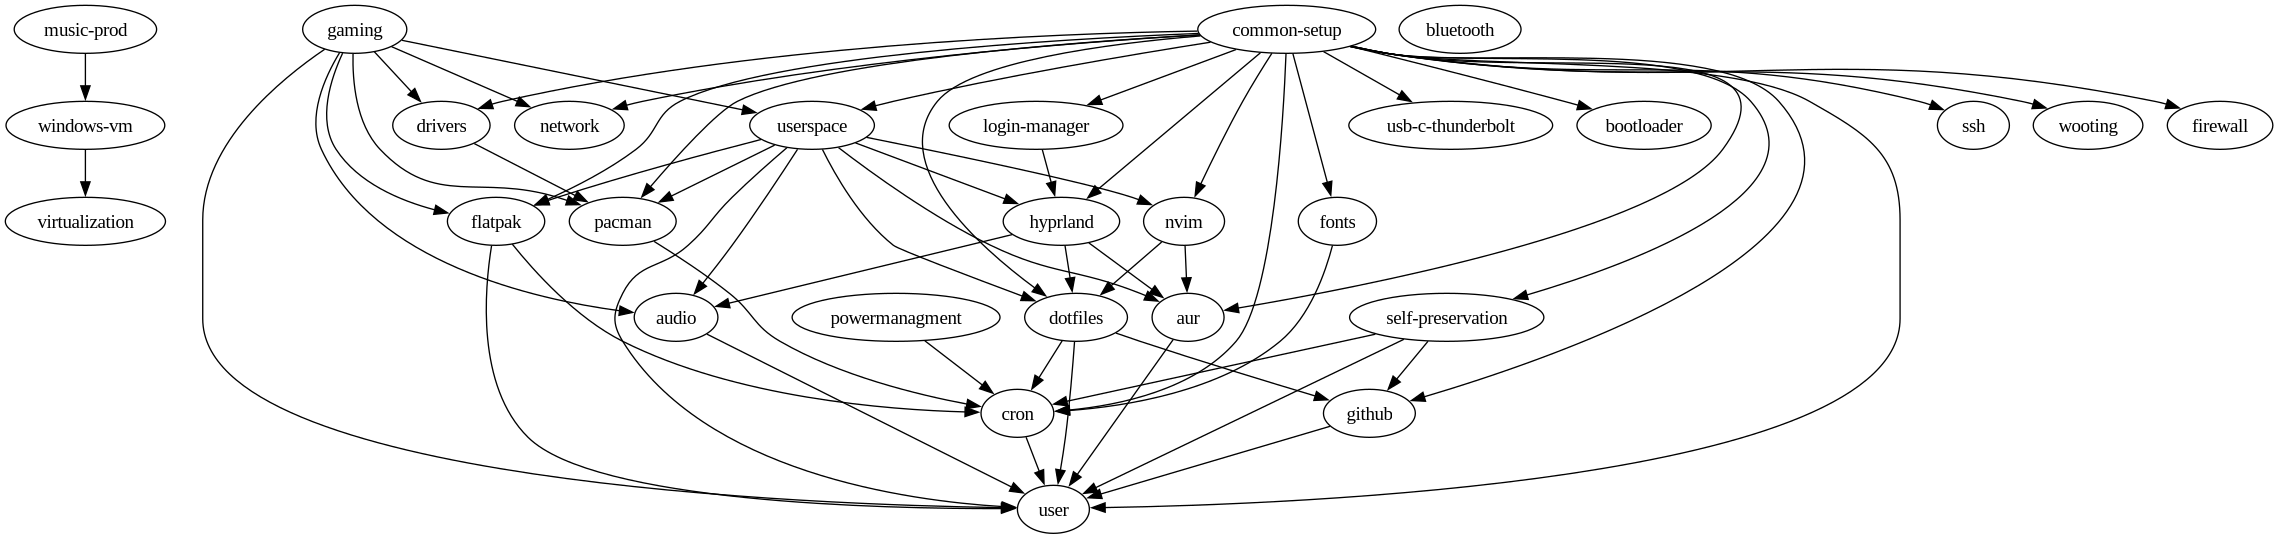 music-prod
gaming
common-setup
bluetooth
windows-vm
drivers
network
userspace
login-manager
usb-c-thunderbolt
bootloader
ssh
wooting
firewall
virtualization
flatpak
pacman
hyprland
nvim
fonts
audio
powermanagment
dotfiles
aur
self-preservation
cron
github
user